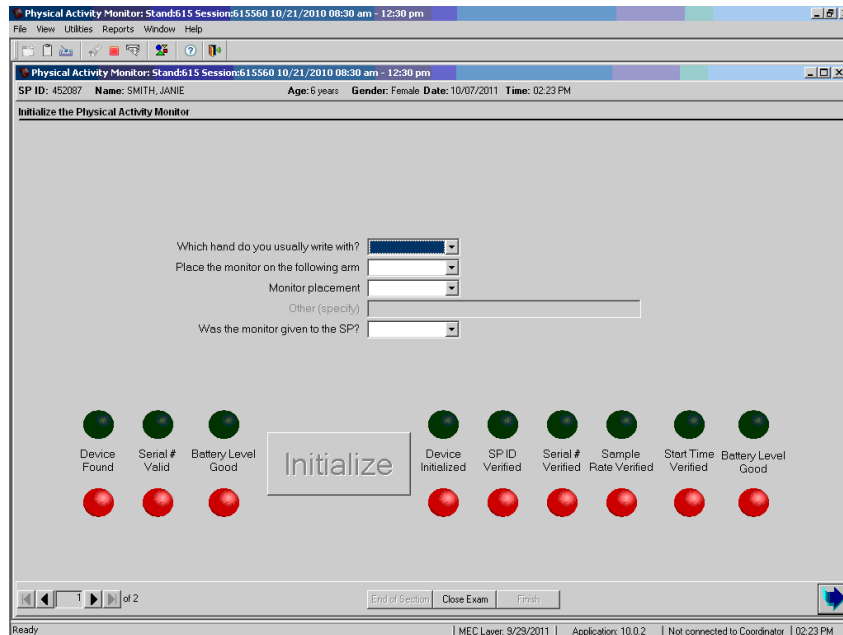 Physical Activity Monitor: Stand:615 Session:615560 10/21/2010 08:30 am - 12:30 pm
File View Utilities Reports Window Help
Physical Activity Monitor: Stand:615 Session:615560 10/21/2010 08:30 am - 12:30 pm
SP ID: 452087 Name: SMITH, JANIE Age: 6 years Gender: Female Date: 10/07/2011 Time: 02:23 PM
Initialize the Physical Activity Monitor
Which hand do you usually write with?
Place the monitor on the following arm
Monitor placement
Other (specify)
Was the monitor given to the SP?
Device Found
Serial # Valid
Battery Level Good
Initialize
Device Initialized
SP ID Verified
Serial # Verified
Sample Rate Verified
Start Time Verified
Battery Level Good
1 of 2
End of Section Close Exam Finish
Ready MEC Layer: 9/29/2011 Application: 10.0.2 Not connected to Coordinator 02:23 PM